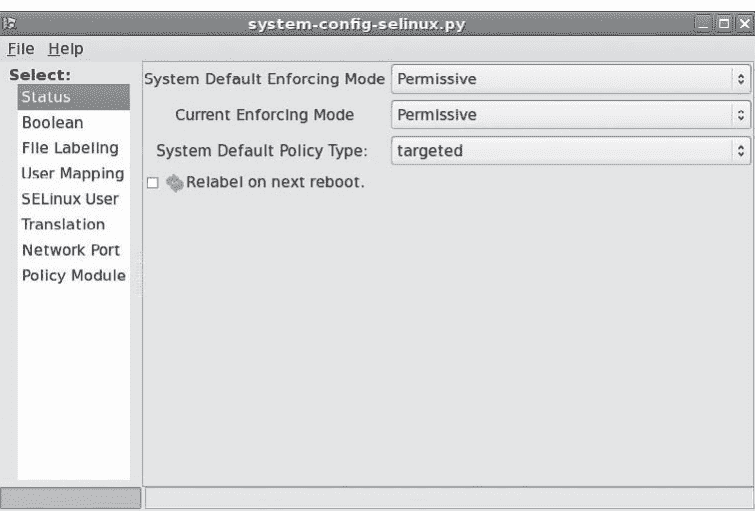 system-config-selinux.py
File Help
Select:
Status
Boolean
File Labeling
User Mapping
SELinux User
Translation
Network Port
Policy Module
System Default Enforcing Mode Permissive
Current Enforcing Mode Permissive
System Default Policy Type: targeted
Relabel on next reboot.